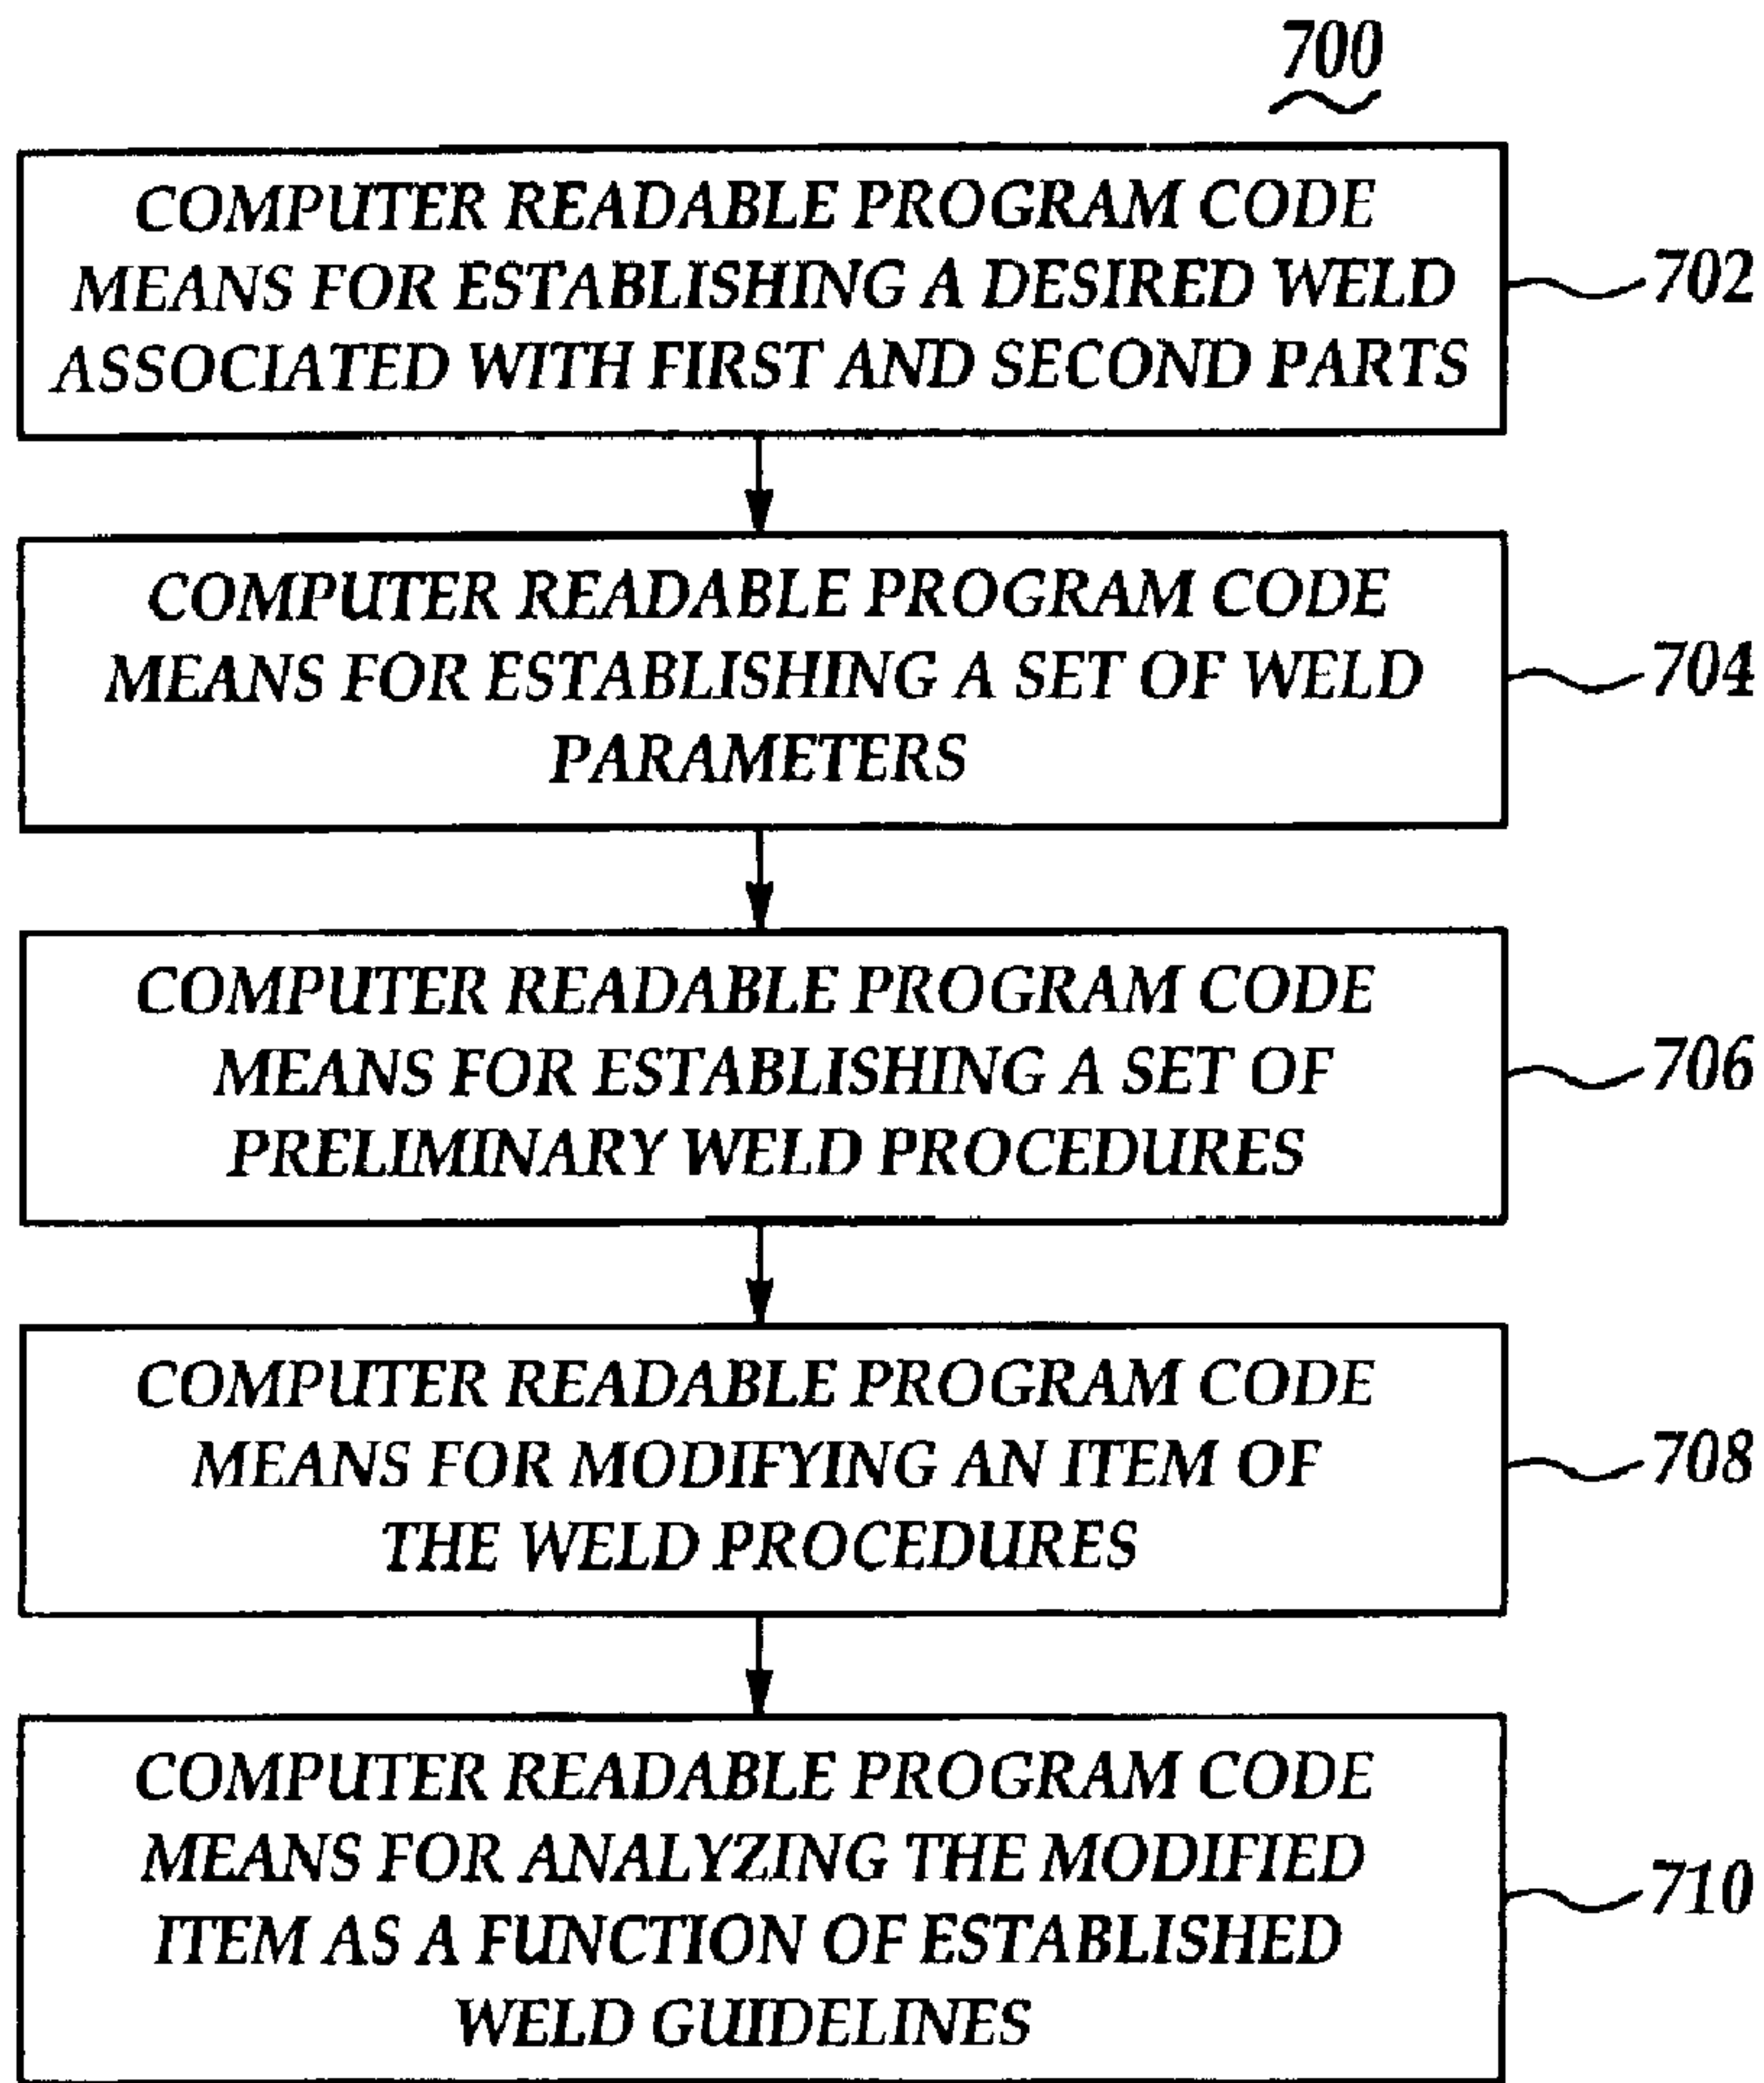 700
COMPUTER READABLE PROGRAM CODE
MEANS FOR ESTABLISHING A DESIRED WELD
ASSOCIATED WITH FIRST AND SECOND PARTS
702
COMPUTER READABLE PROGRAM CODE
MEANS FOR ESTABLISHING A SET OF WELD
PARAMETERS
704
COMPUTER READABLE PROGRAM CODE
MEANS FOR ESTABLISHING A SET OF
PRELIMINARY WELD PROCEDURES
706
COMPUTER READABLE PROGRAM CODE
MEANS FOR MODIFYING AN ITEM OF
THE WELD PROCEDURES
708
COMPUTER READABLE PROGRAM CODE
MEANS FOR ANALYZING THE MODIFIED
ITEM AS A FUNCTION OF ESTABLISHED
WELD GUIDELINES
710